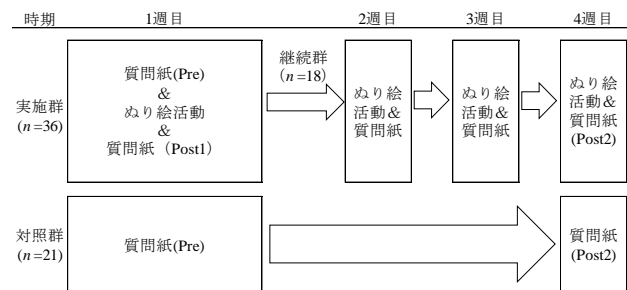 時期
1週目
2週目
3週目
4週目
実施群
(n=36)
質問紙(Pre)
&
ぬり絵活動
&
質問紙（Post1）
継続群
（n=18）
ぬり絵
活動&
質問紙
ぬり絵
活動&
質問紙
ぬり絵
活動&
質問紙
(Post2)
対照群
(n=21)
質問紙(Pre)
質問紙
(Post2)